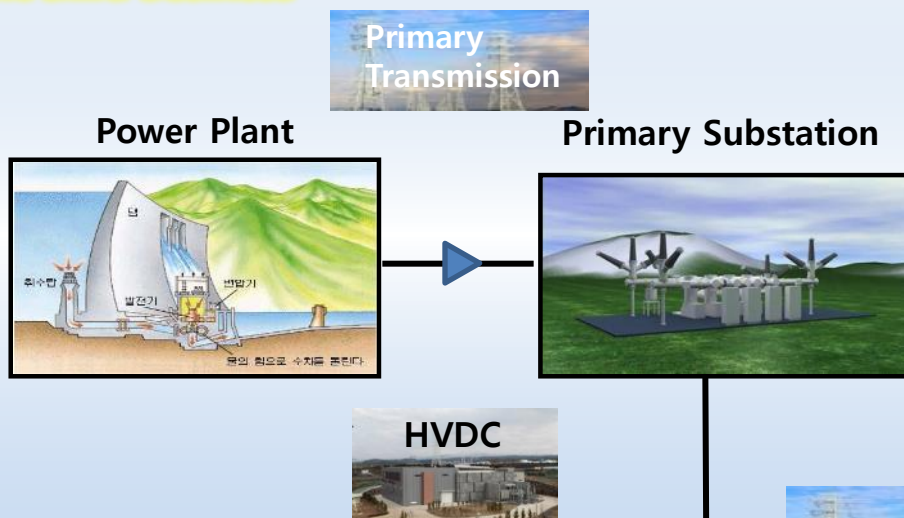 Primary
Transmission
Power Plant
Primary Substation
댐
취수탑
발전기
변압기
물의 힘으로 수차를 돌린다.
HVDC